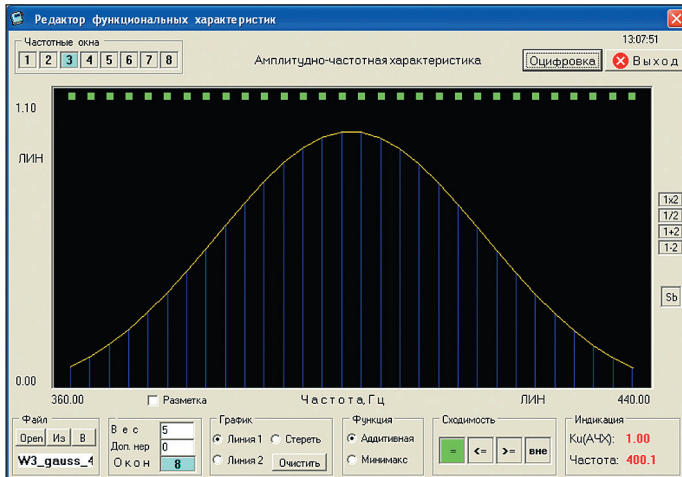 Редактор функциональных характеристик
Частотные окна
1 2 3 4 5 6 7 8
13:07:51
Амплитудно-частотная характеристика
Оцифровка
Выход
1.10
ЛИН
1x2
1/2
1+2
1-2
Sb
0.00
360.00
Разметка
Частота, Гц
ЛИН
440.00
Файл
Open Из В
W3_gauss_4
Вес 5
Доп. нер 0
Окон 8
График
Линия 1 Стереть
Линия 2 Очистить
Функция
Аддитивная
Минимакс
Сходимость
= <= >= вне
Индикация
Ku(АЧХ): 1.00
Частота: 400.1